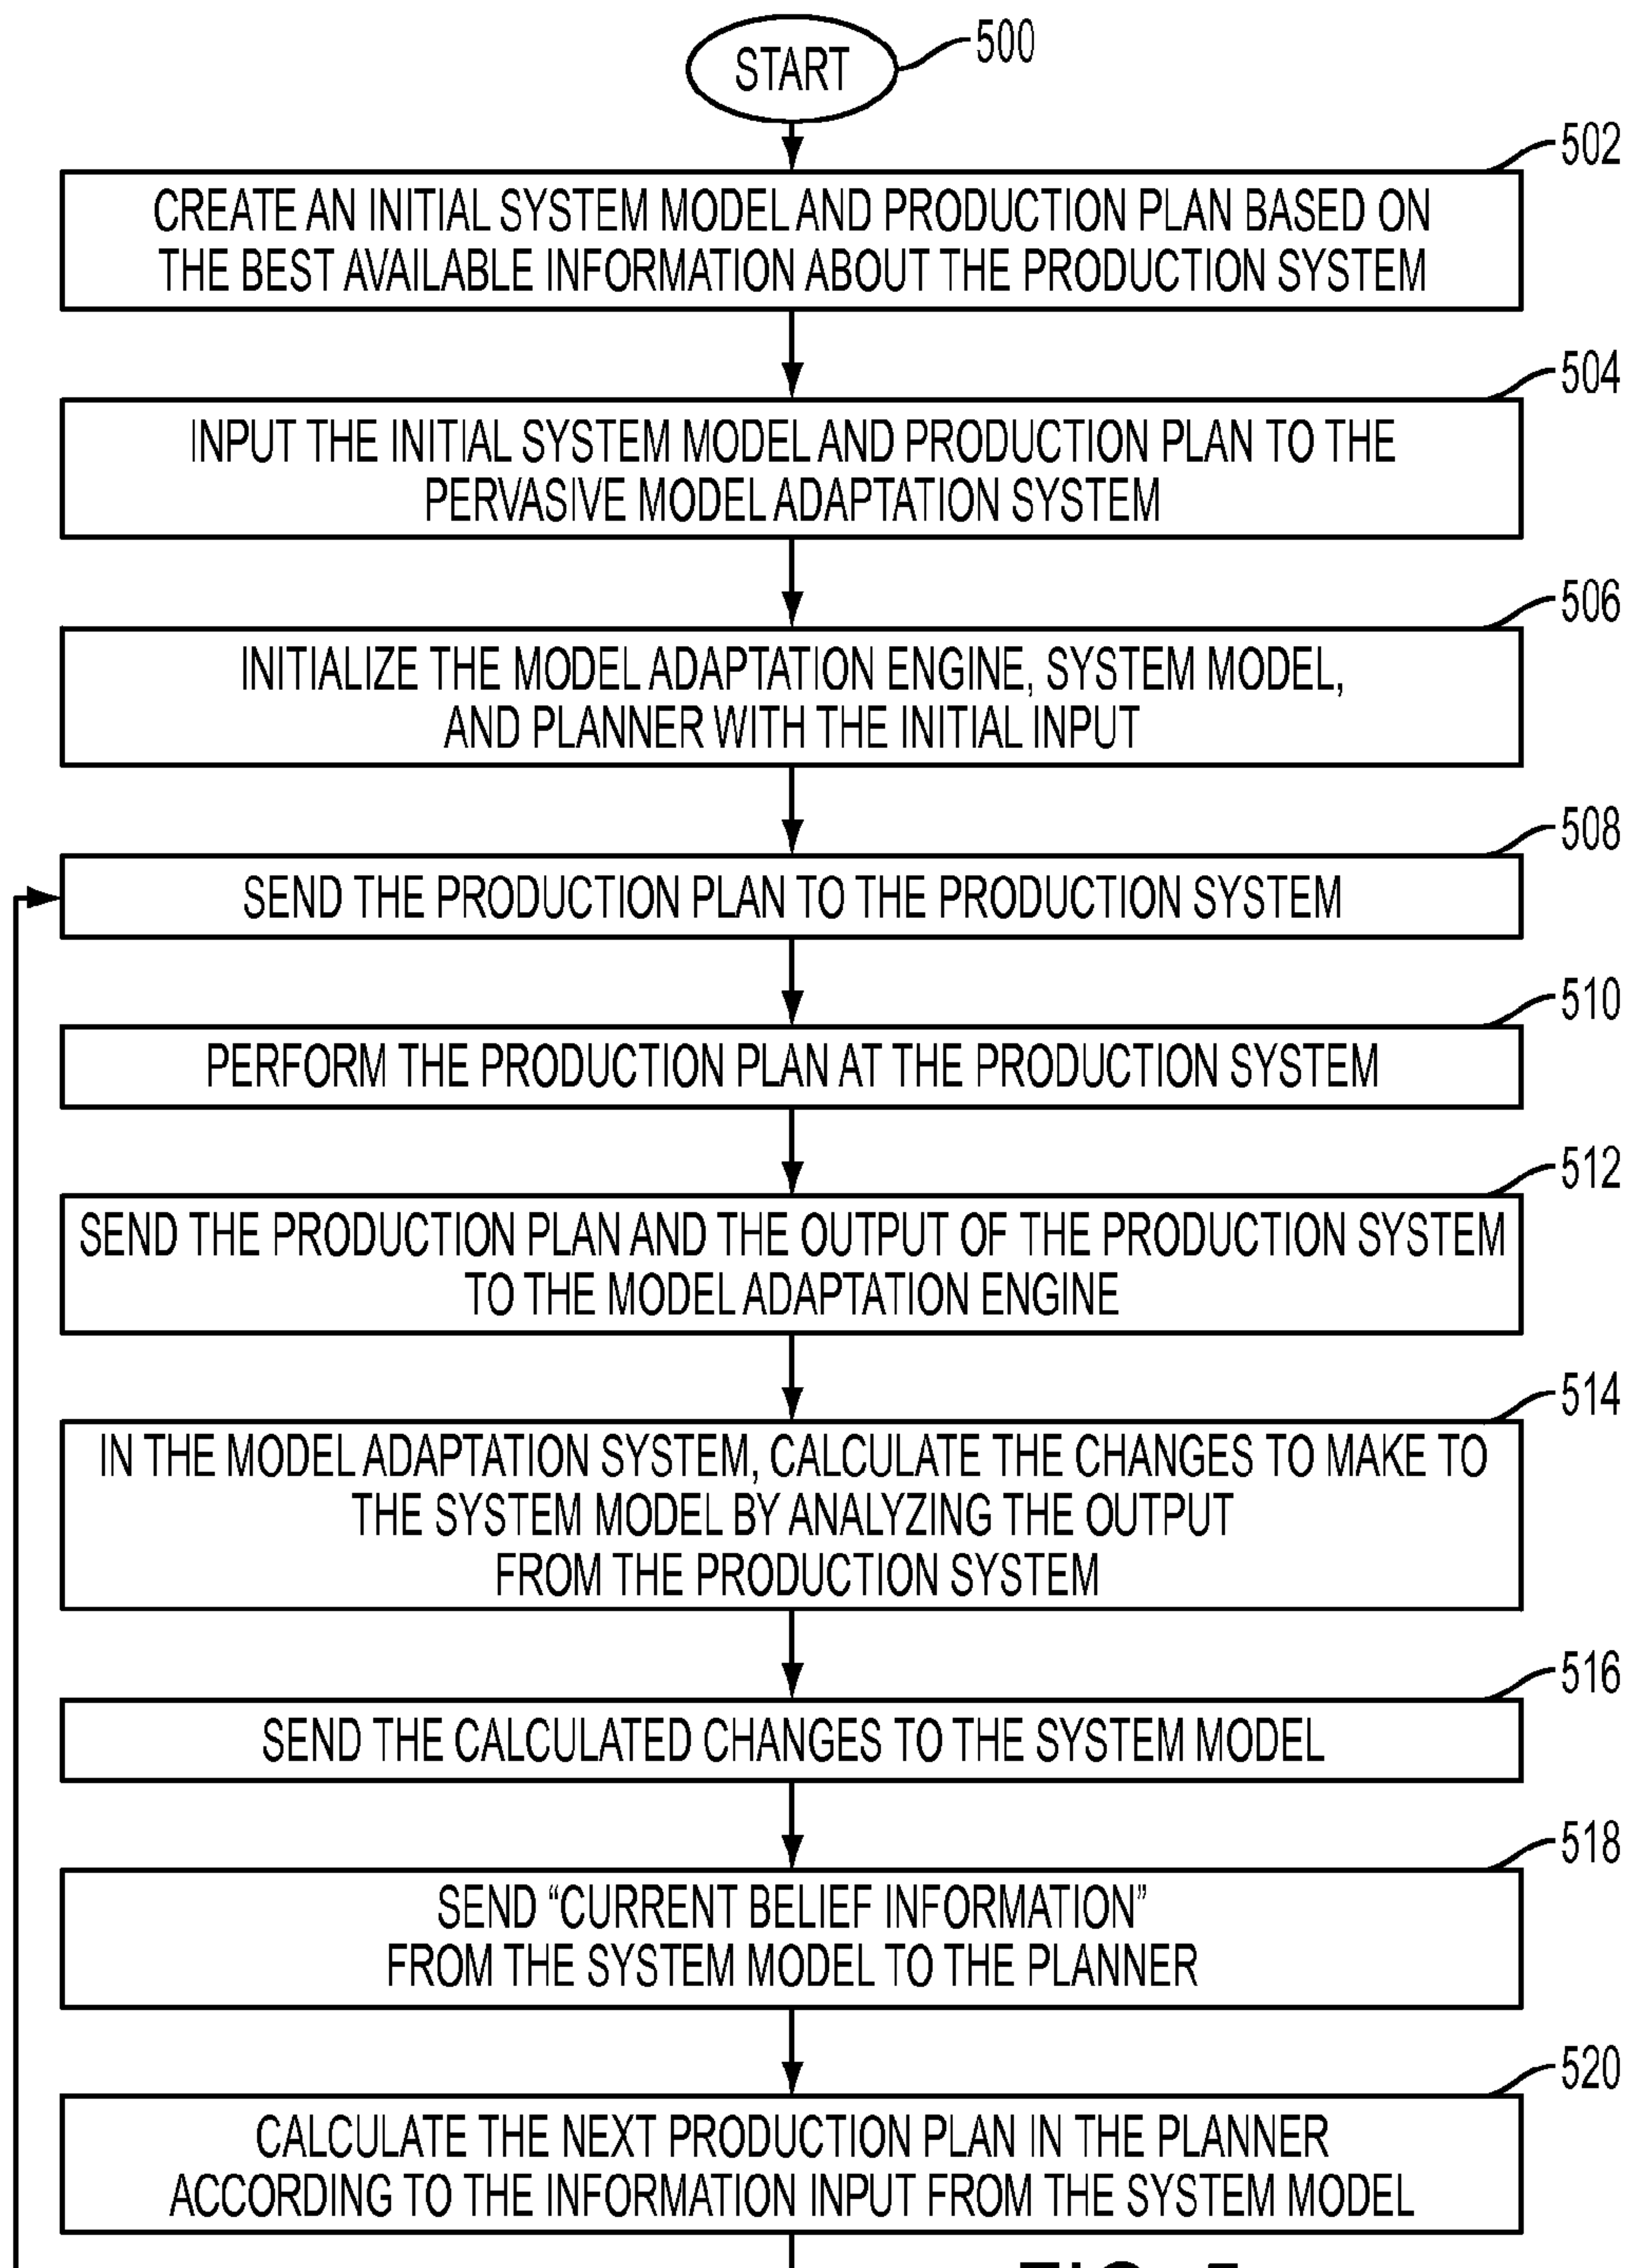 START
500
502
CREATE AN INITIAL SYSTEM MODEL AND PRODUCTION PLAN BASED ON
THE BEST AVAILABLE INFORMATION ABOUT THE PRODUCTION SYSTEM
504
INPUT THE INITIAL SYSTEM MODEL AND PRODUCTION PLAN TO THE
PERVASIVE MODEL ADAPTATION SYSTEM
506
INITIALIZE THE MODEL ADAPTATION ENGINE, SYSTEM MODEL,
AND PLANNER WITH THE INITIAL INPUT
508
SEND THE PRODUCTION PLAN TO THE PRODUCTION SYSTEM
510
PERFORM THE PRODUCTION PLAN AT THE PRODUCTION SYSTEM
512
SEND THE PRODUCTION PLAN AND THE OUTPUT OF THE PRODUCTION SYSTEM
TO THE MODEL ADAPTATION ENGINE
514
IN THE MODEL ADAPTATION SYSTEM, CALCULATE THE CHANGES TO MAKE TO
THE SYSTEM MODEL BY ANALYZING THE OUTPUT
FROM THE PRODUCTION SYSTEM
516
SEND THE CALCULATED CHANGES TO THE SYSTEM MODEL
518
SEND “CURRENT BELIEF INFORMATION”
FROM THE SYSTEM MODEL TO THE PLANNER
520
CALCULATE THE NEXT PRODUCTION PLAN IN THE PLANNER
ACCORDING TO THE INFORMATION INPUT FROM THE SYSTEM MODEL